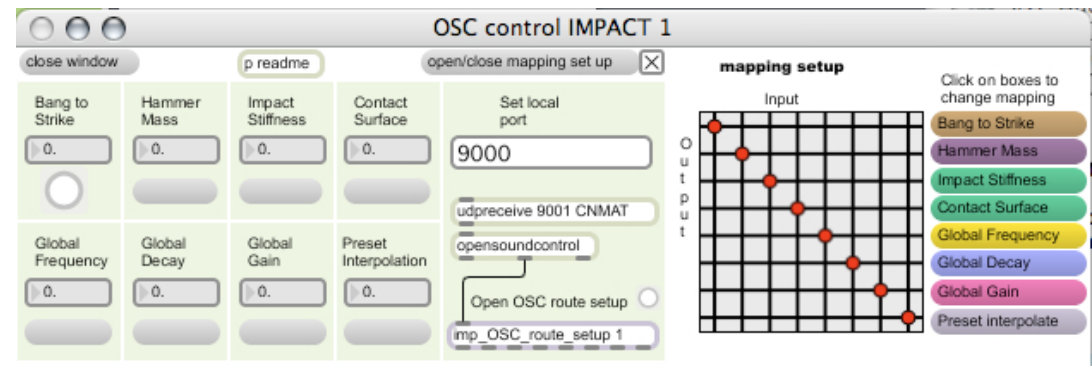 OSC control IMPACT 1
close window
p readme
open/close mapping set up
mapping setup
Click on boxes to
change mapping
Bang to
Strike
Hammer
Mass
Impact
Stiffness
Contact
Surface
Set local
port
Input
0.
0.
0.
0.
9000
Output
Bang to Strike
Hammer Mass
Impact Stiffness
Contact Surface
Global Frequency
Global Decay
Global Gain
Preset interpolate
udpreceive 9001 CNMAT
opensoundcontrol
Global
Frequency
Global
Decay
Global
Gain
Preset
Interpolation
0.
0.
0.
0.
Open OSC route setup
imp_OSC_route_setup 1